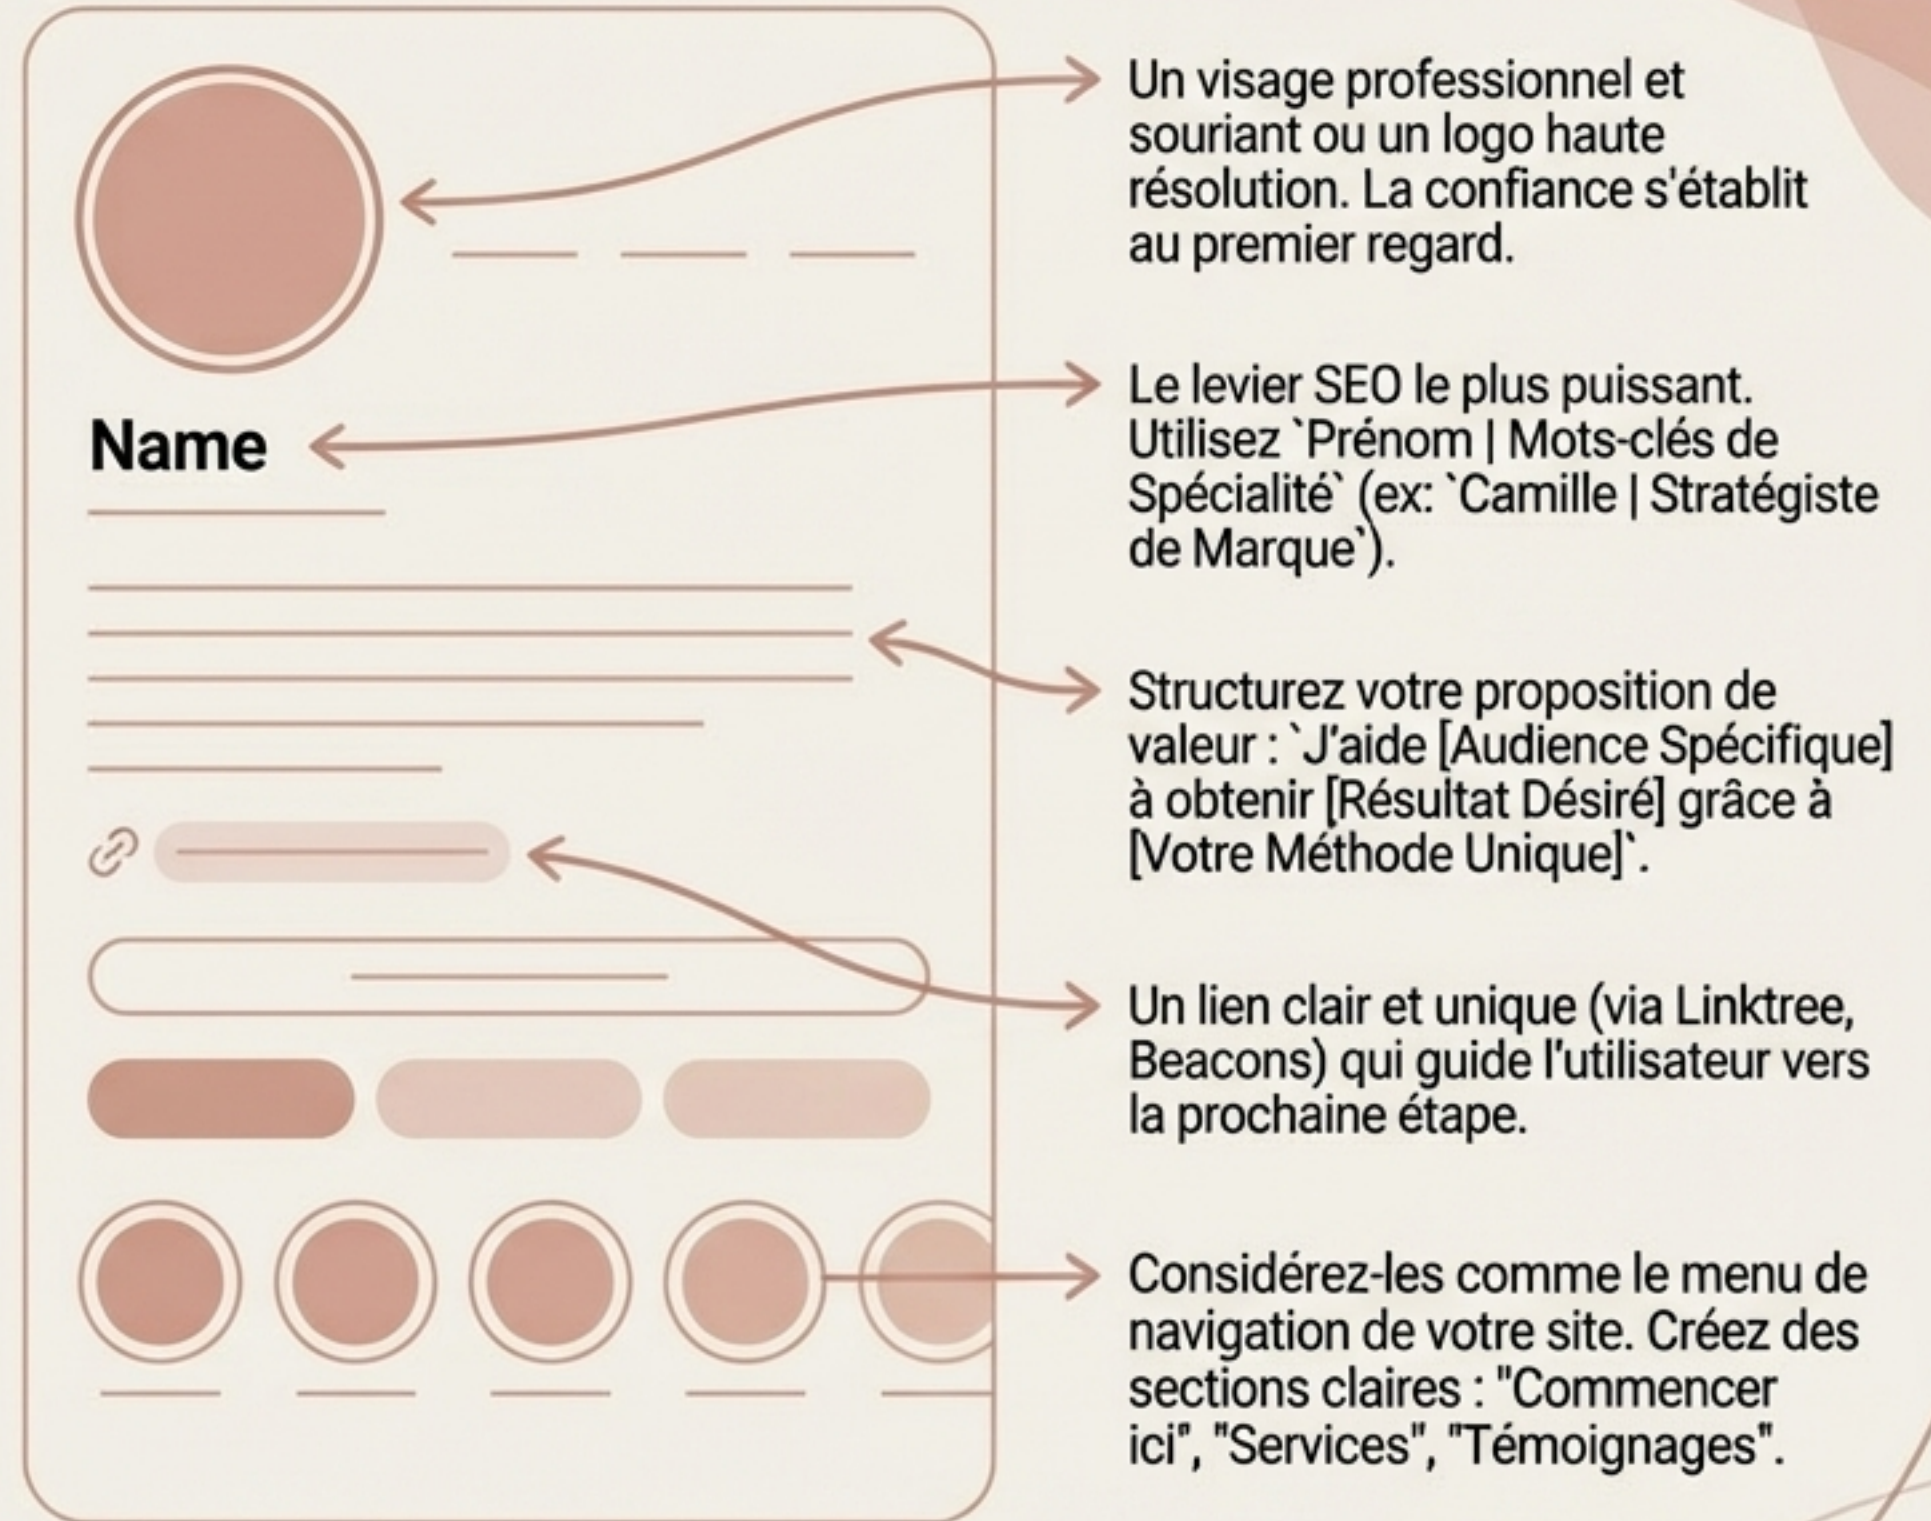 Un visage professionnel et
souriant ou un logo haute
résolution. La confiance s'établit
au premier regard.
Name
Le levier SEO le plus puissant.
Utilisez `Prénom | Mots-clés de
Spécialité` (ex: `Camille | Stratégiste
de Marque`).
Structurez votre proposition de
valeur : `J'aide [Audience Spécifique]
à obtenir [Résultat Désiré] grâce à
[Votre Méthode Unique]`.
Un lien clair et unique (via Linktree,
Beacons) qui guide l'utilisateur vers
la prochaine étape.
Considérez-les comme le menu de
navigation de votre site. Créez des
sections claires : "Commencer
ici", "Services", "Témoignages".